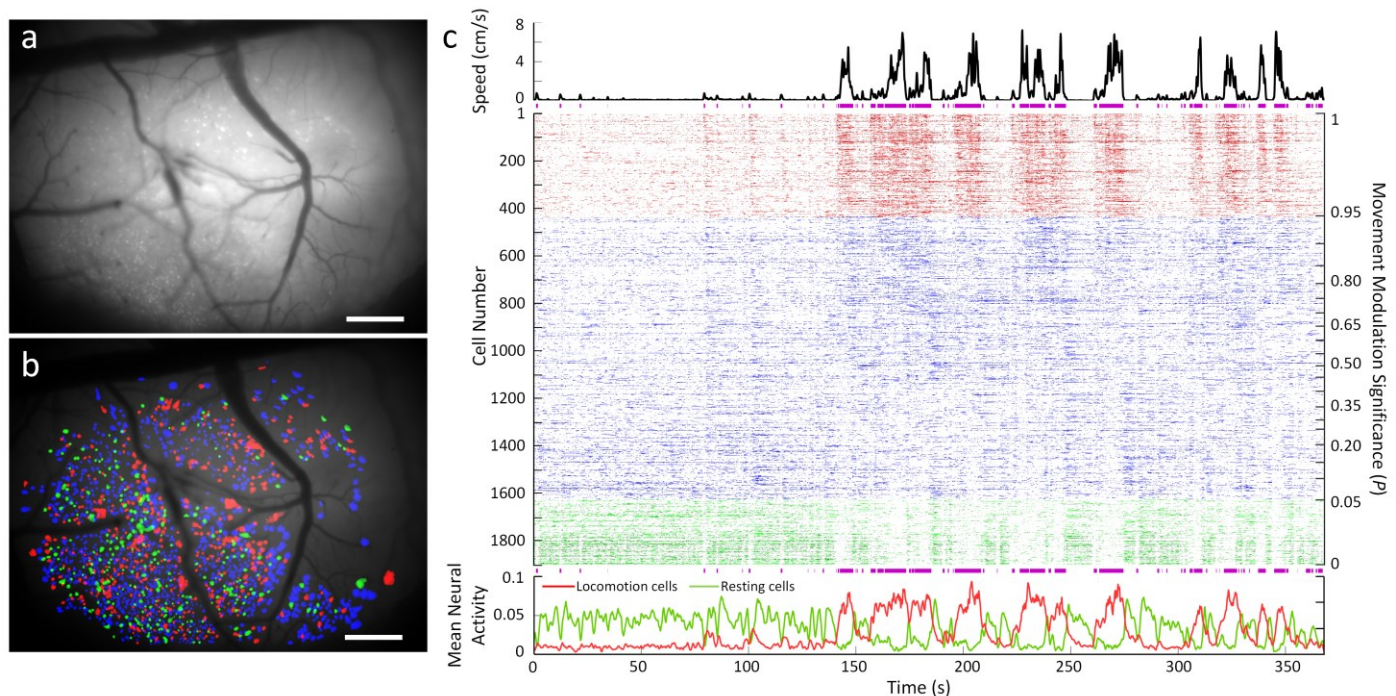 a
b
c
Speed (cm/s)
8
4
0
Cell Number
1
200
400
600
800
1000
1200
1400
1600
1800
1
0.95
0.80
0.65
0.50
0.35
0.20
0.05
0
Movement Modulation Significance (P)
Mean Neural
Activity
0.1
0.05
0
Locomotion cells
Resting cells
0 50 100 150 200 250 300 350
Time (s)